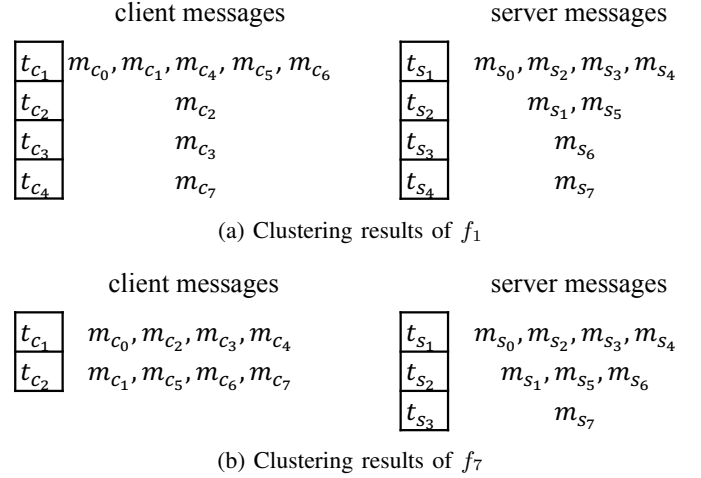 client messages server messages
t_{c_1} m_{c_0}, m_{c_1}, m_{c_4}, m_{c_5}, m_{c_6} t_{s_1} m_{s_0}, m_{s_2}, m_{s_3}, m_{s_4}
t_{c_2} m_{c_2} t_{s_2} m_{s_1}, m_{s_5}
t_{c_3} m_{c_3} t_{s_3} m_{s_6}
t_{c_4} m_{c_7} t_{s_4} m_{s_7}
(a) Clustering results of f_1
client messages server messages
t_{c_1} m_{c_0}, m_{c_2}, m_{c_3}, m_{c_4} t_{s_1} m_{s_0}, m_{s_2}, m_{s_3}, m_{s_4}
t_{c_2} m_{c_1}, m_{c_5}, m_{c_6}, m_{c_7} t_{s_2} m_{s_1}, m_{s_5}, m_{s_6}
t_{s_3} m_{s_7}
(b) Clustering results of f_7